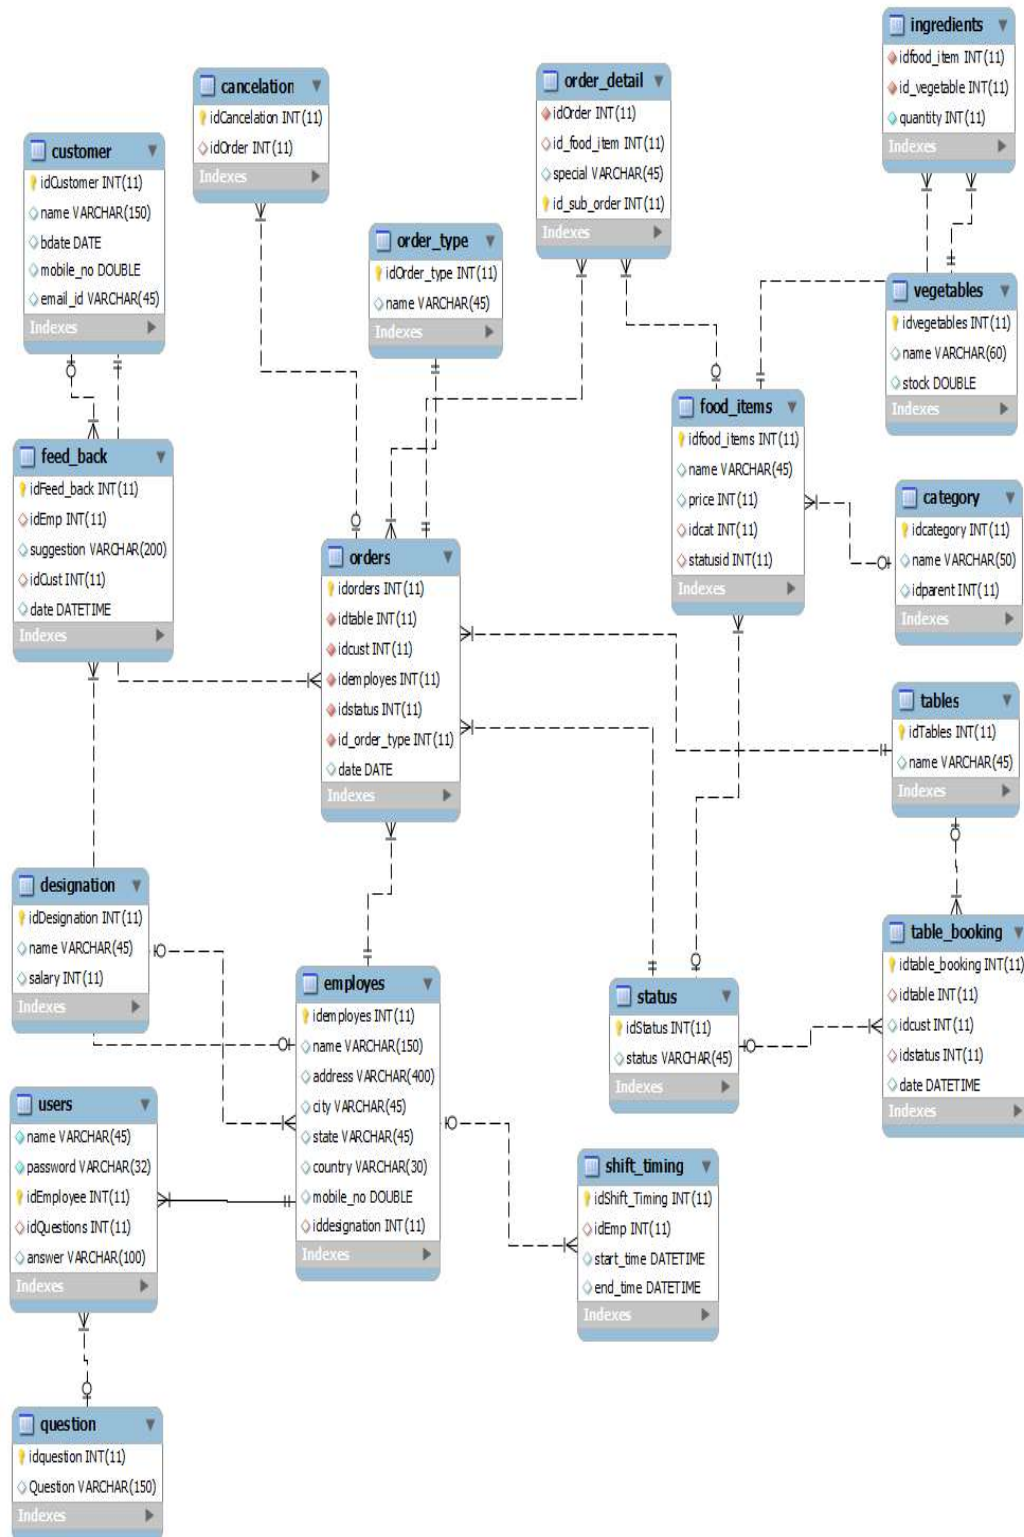 ingredients
idfood_item INT(11)
id_vegetable INT(11)
quantity INT(11)
Indexes
order_detail
idOrder INT(11)
id_food_item INT(11)
special VARCHAR(45)
id_sub_order INT(11)
Indexes
cancelation
idCancelation INT(11)
idOrder INT(11)
Indexes
customer
idCustomer INT(11)
name VARCHAR(150)
bdate DATE
mobile_no DOUBLE
email_id VARCHAR(45)
Indexes
order_type
idOrder_type INT(11)
name VARCHAR(45)
Indexes
vegetables
idvegetables INT(11)
name VARCHAR(60)
stock DOUBLE
Indexes
food_items
idfood_items INT(11)
name VARCHAR(45)
price INT(11)
idcat INT(11)
statusid INT(11)
Indexes
feed_back
idFeed_back INT(11)
idEmp INT(11)
suggestion VARCHAR(200)
idCust INT(11)
date DATETIME
Indexes
category
idcategory INT(11)
name VARCHAR(50)
idparent INT(11)
Indexes
orders
idorders INT(11)
idtable INT(11)
idcust INT(11)
idemployes INT(11)
idstatus INT(11)
id_order_type INT(11)
date DATE
Indexes
tables
idTables INT(11)
name VARCHAR(45)
Indexes
designation
idDesignation INT(11)
name VARCHAR(45)
salary INT(11)
Indexes
table_booking
idtable_booking INT(11)
idtable INT(11)
idcust INT(11)
idstatus INT(11)
date DATETIME
Indexes
employes
idemployes INT(11)
name VARCHAR(150)
address VARCHAR(400)
city VARCHAR(45)
state VARCHAR(45)
country VARCHAR(30)
mobile_no DOUBLE
iddesignation INT(11)
Indexes
status
idStatus INT(11)
status VARCHAR(45)
Indexes
users
name VARCHAR(45)
password VARCHAR(32)
idEmployee INT(11)
idQuestions INT(11)
answer VARCHAR(100)
Indexes
shift_timing
idShift_Timing INT(11)
idEmp INT(11)
start_time DATETIME
end_time DATETIME
Indexes
question
idquestion INT(11)
Question VARCHAR(150)
Indexes